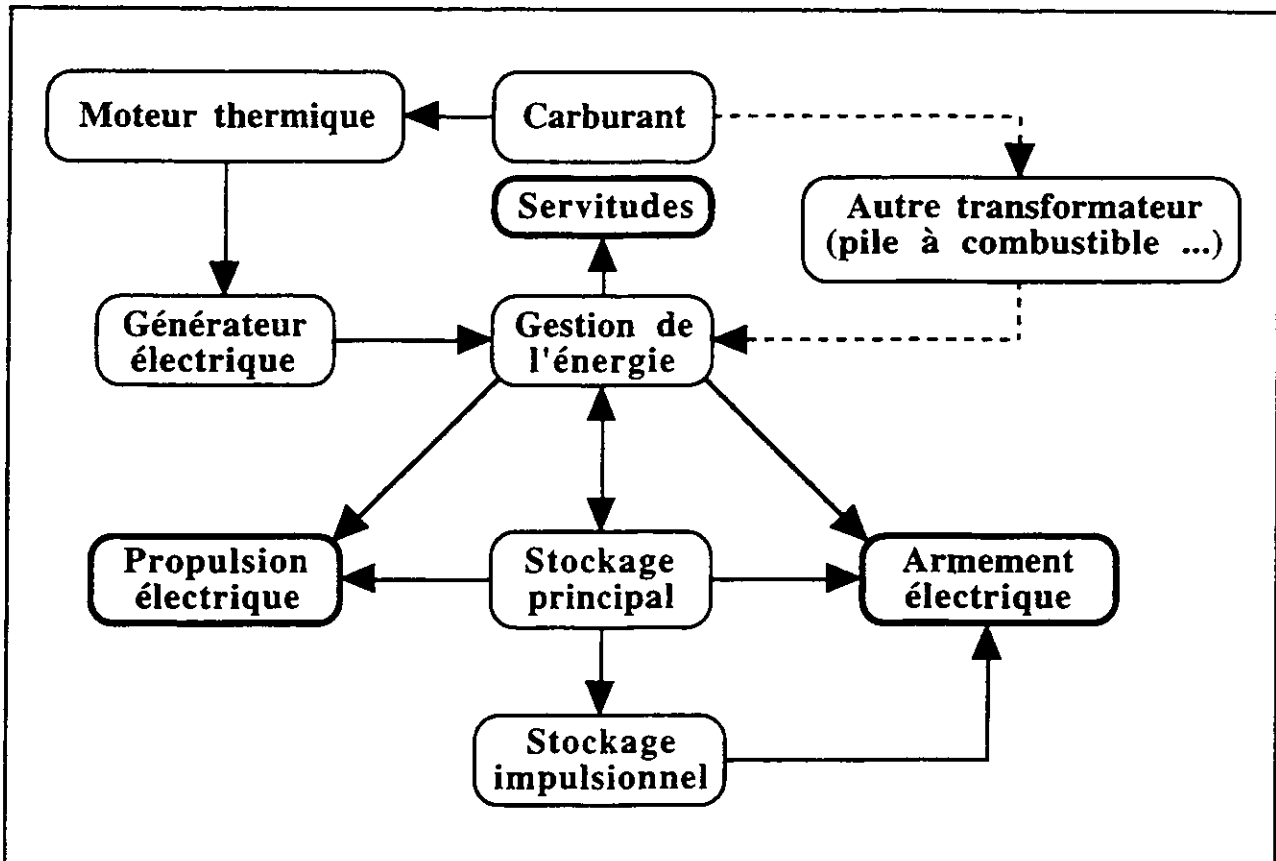 Moteur thermique
Carburant
Servitudes
Autre transformateur
(pile à combustible ...)
Générateur
électrique
Gestion de
l'énergie
Propulsion
électrique
Stockage
principal
Armement
électrique
Stockage
impulsionnel